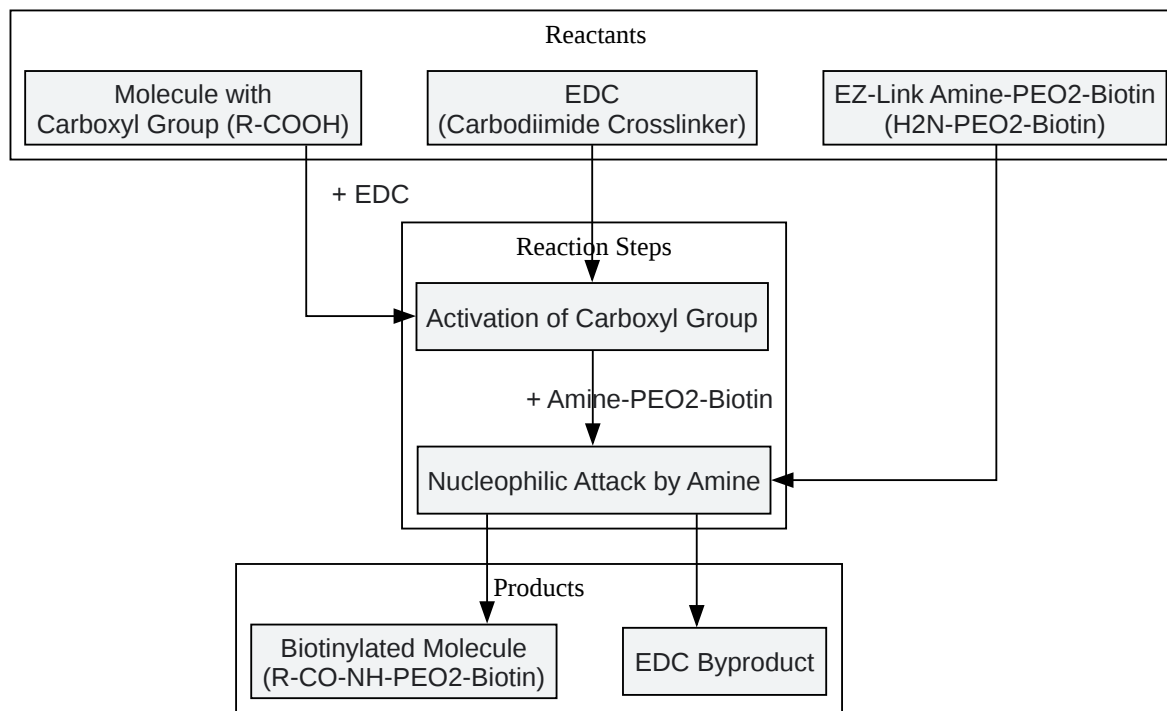 Reactants
Molecule with
Carboxyl Group (R-COOH)
EDC
(Carbodiimide Crosslinker)
EZ-Link Amine-PEO2-Biotin
(H2N-PEO2-Biotin)
+ EDC
Reaction Steps
Activation of Carboxyl Group
+ Amine-PEO2-Biotin
Nucleophilic Attack by Amine
Products
Biotinylated Molecule
(R-CO-NH-PEO2-Biotin)
EDC Byproduct